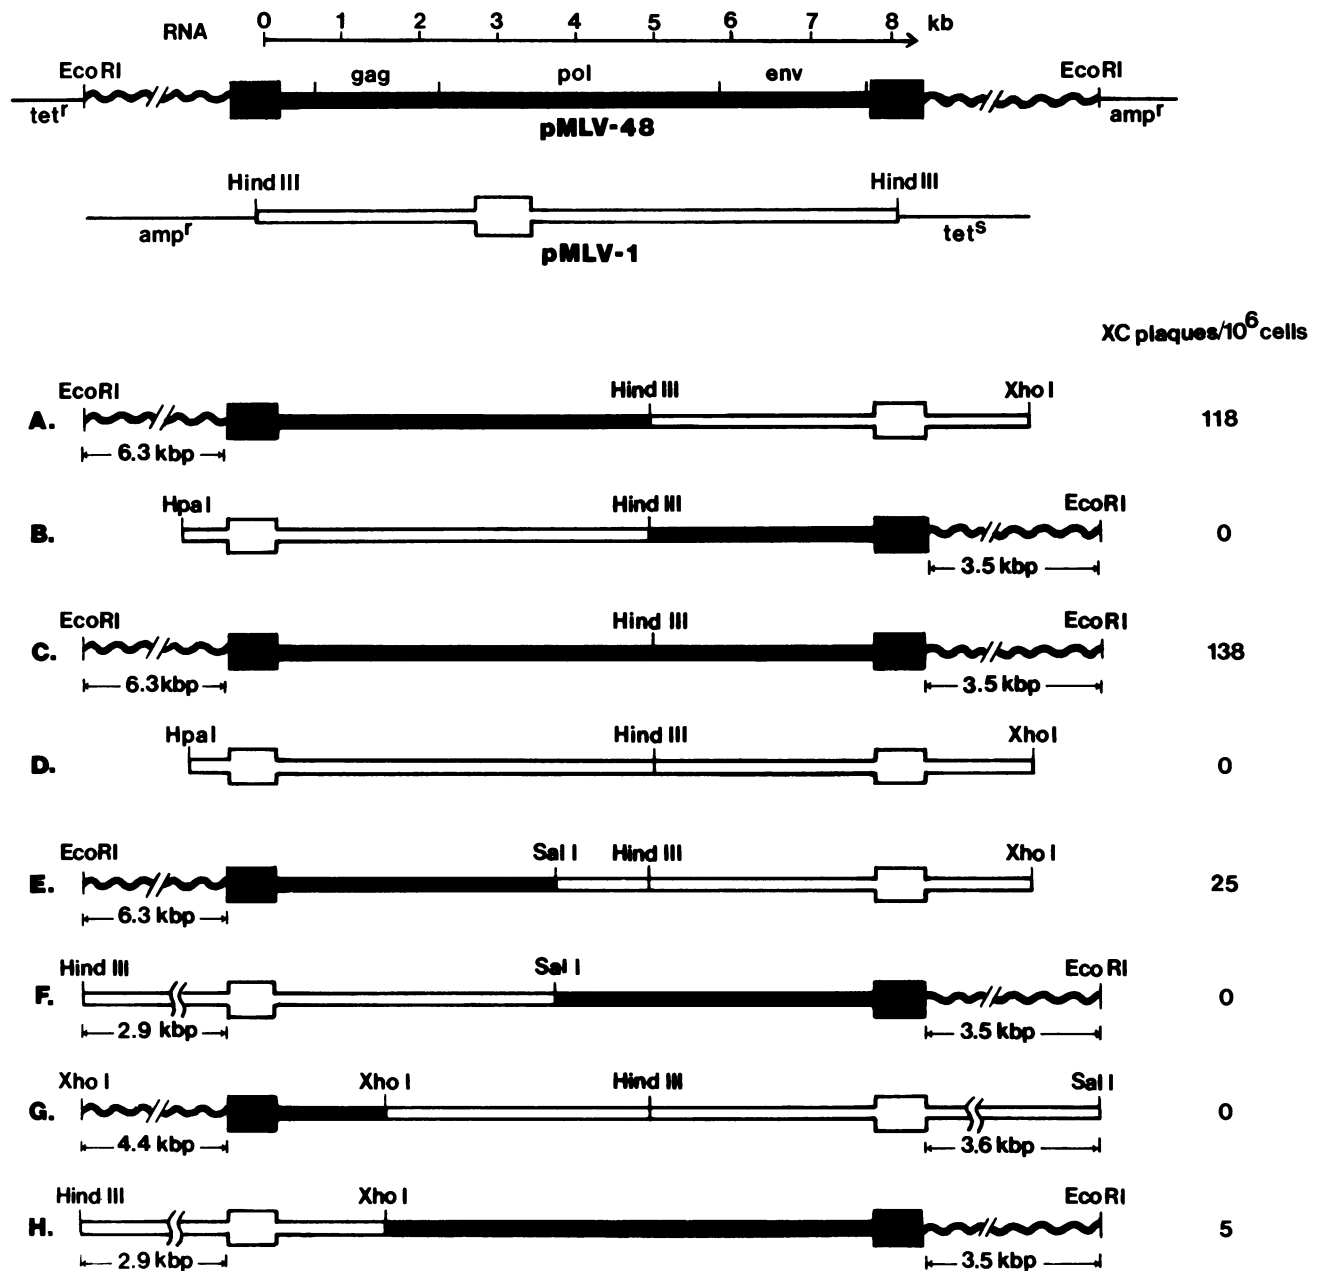 RNA 0 1 2 3 4 5 6 7 8 kb
EcoRI gag pol env EcoRI
tetr ampr
pMLV-48
Hind III Hind III
ampr tets
pMLV-1
XC plaques/10⁶ cells
EcoRI Hind III Xho I
A. 118
6.3 kbp
Hpa I Hind III EcoRI
B. 0
3.5 kbp
EcoRI Hind III EcoRI
C. 138
6.3kbp 3.5 kbp
Hpa I Hind III Xho I
D. 0
EcoRI Sal I Hind III Xho I
E. 25
6.3 kbp
Hind III Sal I Eco RI
F. 0
2.9 kbp 3.5 kbp
Xho I Xho I Hind III Sal I
G. 0
4.4 kbp 3.6 kbp
Hind III Xho I Eco RI
H. 5
2.9 kbp 3.5 kbp